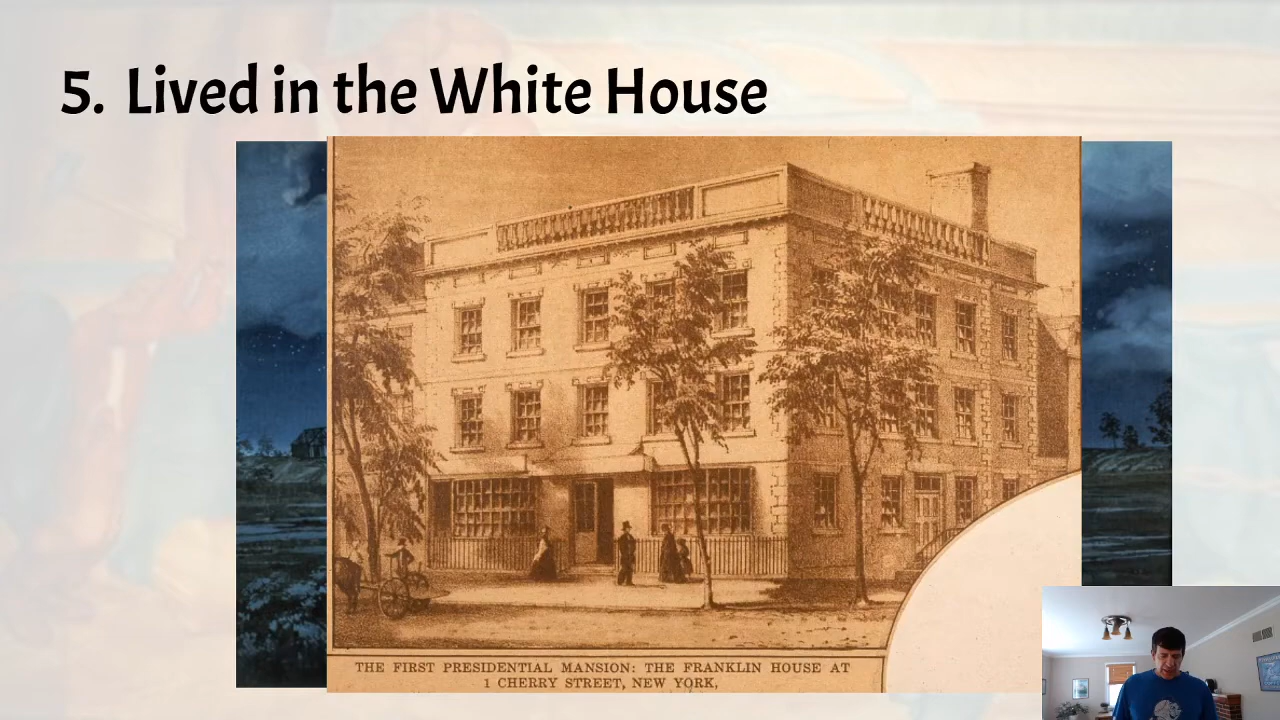 5. Lived in the White House
THE FIRST PRESIDENTIAL MANSION: THE FRANKLIN HOUSE AT
1 CHERRY STREET, NEW YORK,